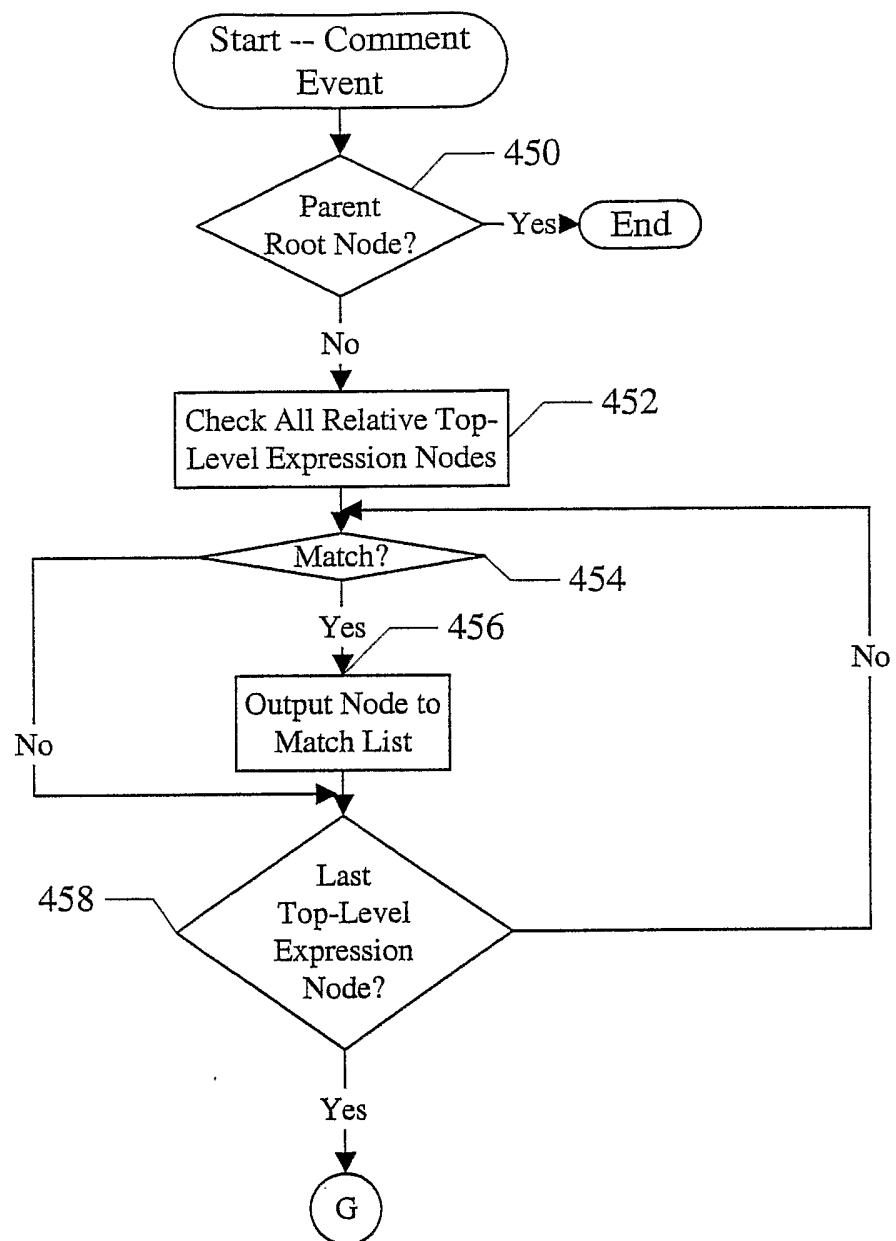 Start -- Comment
Event
450
Parent
Root Node?
Yes
End
No
Check All Relative Top-
Level Expression Nodes
452
Match?
454
Yes
456
No
Output Node to
Match List
No
458
Last
Top-Level
Expression
Node?
Yes
G